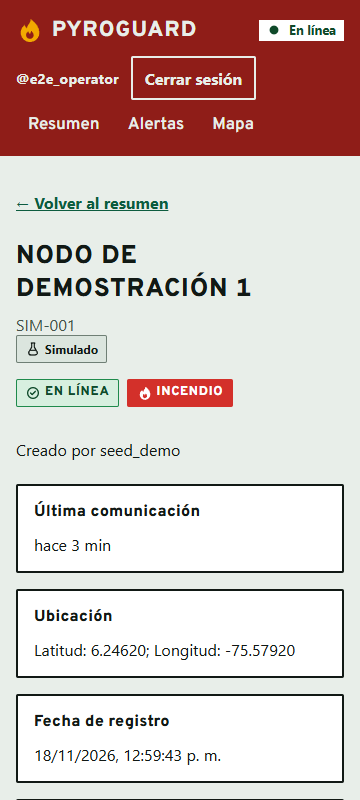 PYROGUARD
En línea
@e2e_operator
Cerrar sesión
Resumen Alertas Mapa
← Volver al resumen
NODO DE
DEMOSTRACIÓN 1
SIM-001
Simulado
EN LÍNEA
INCENDIO
Creado por seed_demo
Última comunicación
hace 3 min
Ubicación
Latitud: 6.24620; Longitud: -75.57920
Fecha de registro
18/11/2026, 12:59:43 p. m.